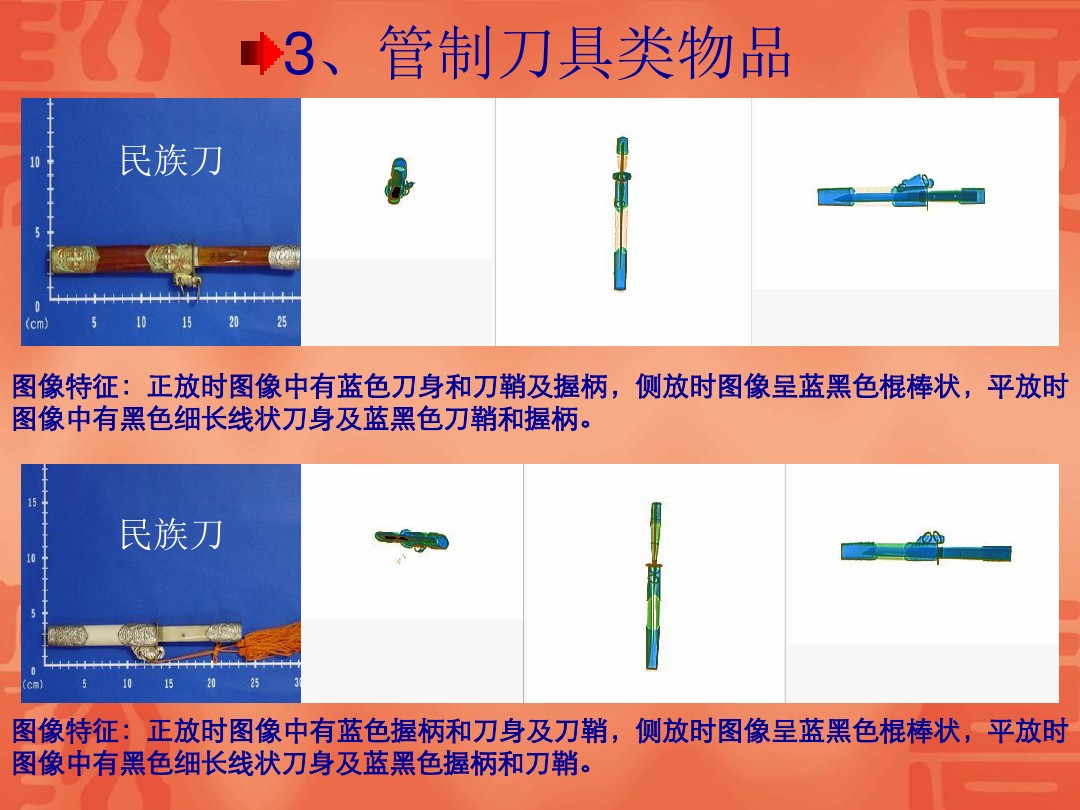 3、管制刀具类物品
民族刀
10
5
0
(cm)
5 10 15 20 25
图像特征：正放时图像中有蓝色刀身和刀鞘及握柄，侧放时图像呈蓝黑色棍棒状，平放时
图像中有黑色细长线状刀身及蓝黑色刀鞘和握柄。
民族刀
15
10
5
0
(cm)
5 10 15 20 25 30
图像特征：正放时图像中有蓝色握柄和刀身及刀鞘，侧放时图像呈蓝黑色棍棒状，平放时
图像中有黑色细长线状刀身及蓝黑色握柄和刀鞘。